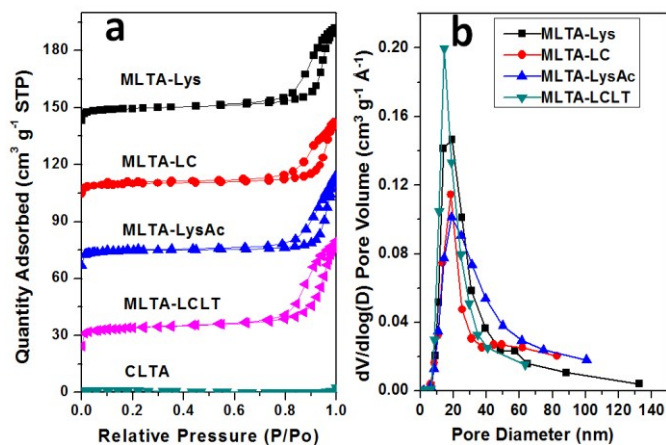 a
Quantity Adsorbed (cm³ g⁻¹ STP)
180
150
120
90
60
30
0
MLTA-Lys
MLTA-LC
MLTA-LysAc
MLTA-LCLT
CLTA
0.0 0.2 0.4 0.6 0.8 1.0
Relative Pressure (P/Po)
b
dV/dlog(D) Pore Volume (cm³ g⁻¹ Å⁻¹)
0.20
0.16
0.12
0.08
0.04
0.00
MLTA-Lys
MLTA-LC
MLTA-LysAc
MLTA-LCLT
0 20 40 60 80 100 120 140
Pore Diameter (nm)